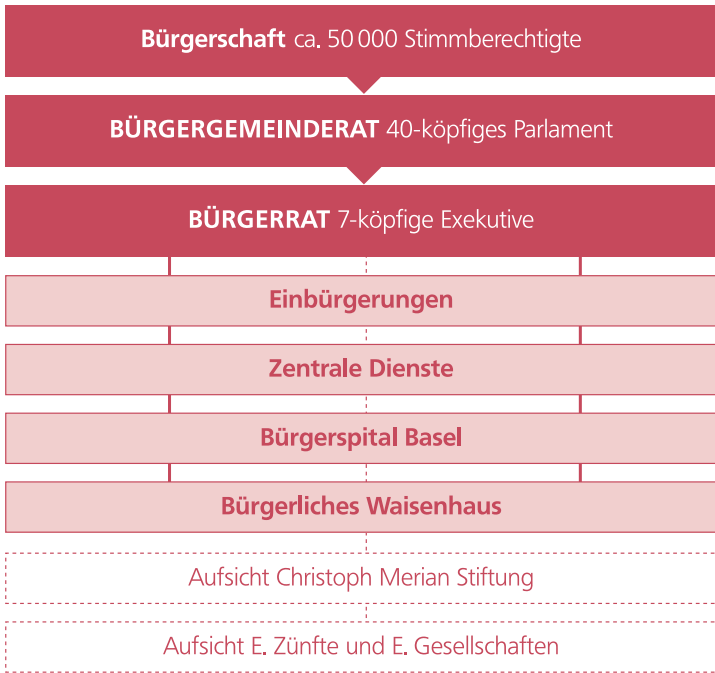 Bürgerschaft ca. 50 000 Stimmberechtigte
BÜRGERGEMEINDERAT 40-köpfiges Parlament
BÜRGERRAT 7-köpfige Exekutive
Einbürgerungen
Zentrale Dienste
Bürgerspital Basel
Bürgerliches Waisenhaus
Aufsicht Christoph Merian Stiftung
Aufsicht E. Zünfte und E. Gesellschaften